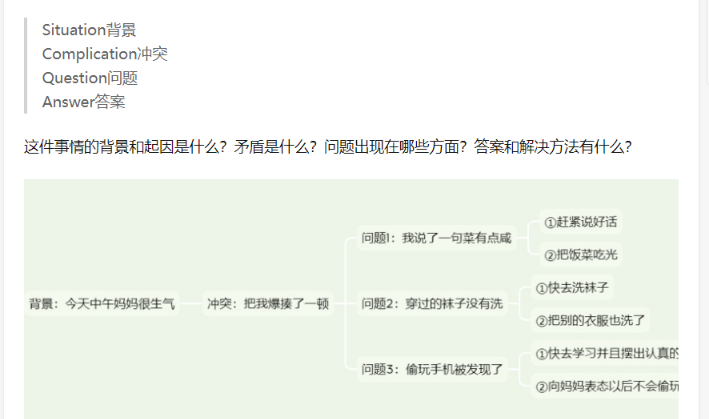 Situation背景
Complication冲突
Question问题
Answer答案
这件事情的背景和起因是什么？矛盾是什么？问题出现在哪些方面？答案和解决方法有什么？
背景：今天中午妈妈很生气
冲突：把我爆揍了一顿
问题1：我说了一句菜有点咸
①赶紧说好话
②把饭菜吃光
问题2：穿过的袜子没有洗
①快去洗袜子
②把别的衣服也洗了
问题3：偷玩手机被发现了
①快去学习并且摆出认真的
②向妈妈表态以后不会偷玩